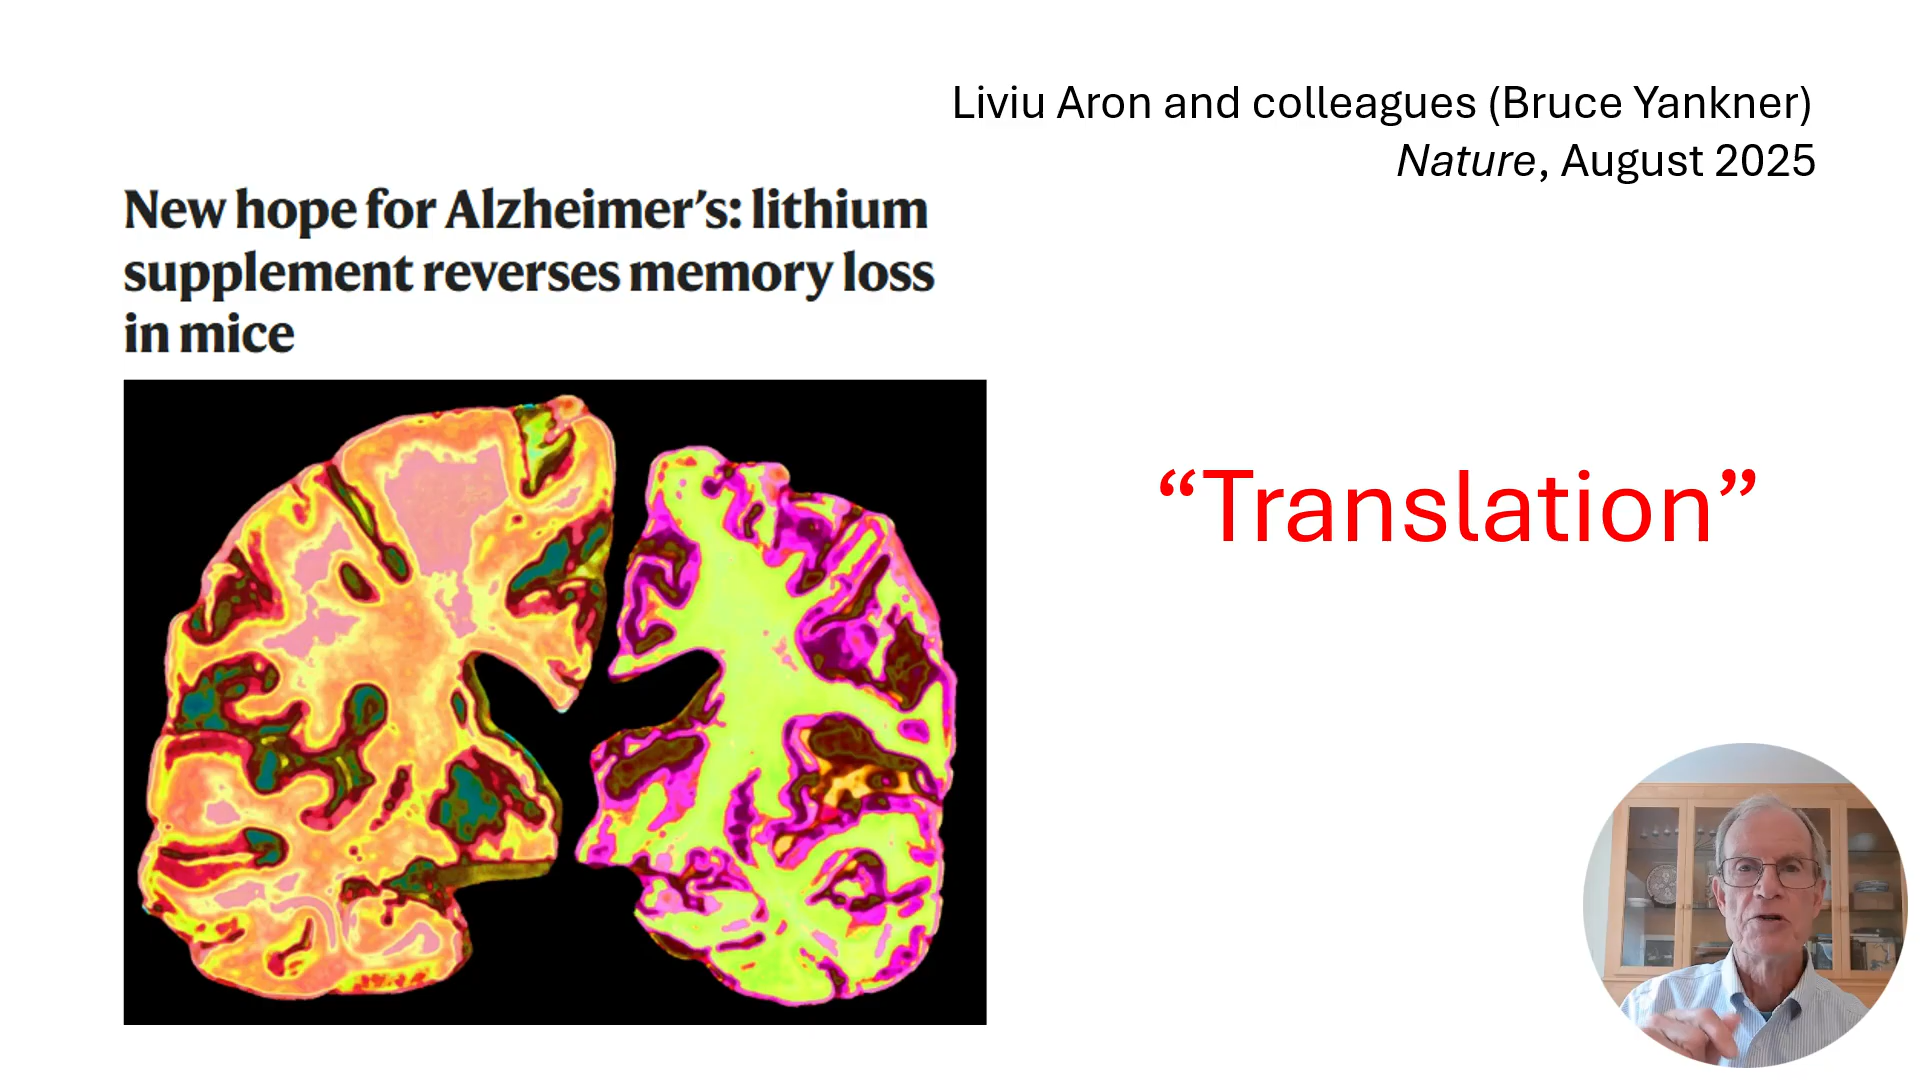 Liviu Aron and colleagues (Bruce Yankner)
Nature, August 2025
New hope for Alzheimer’s: lithium
supplement reverses memory loss
in mice
“Translation”